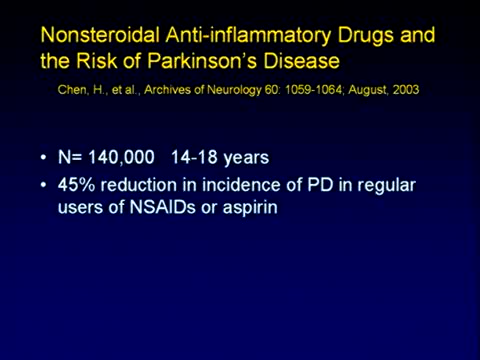 Nonsteroidal Anti-inflammatory Drugs and
the Risk of Parkinson's Disease
Chen, H., et al., Archives of Neurology 60: 1059-1064; August, 2003
• N= 140,000   14-18 years
• 45% reduction in incidence of PD in regular
users of NSAIDs or aspirin